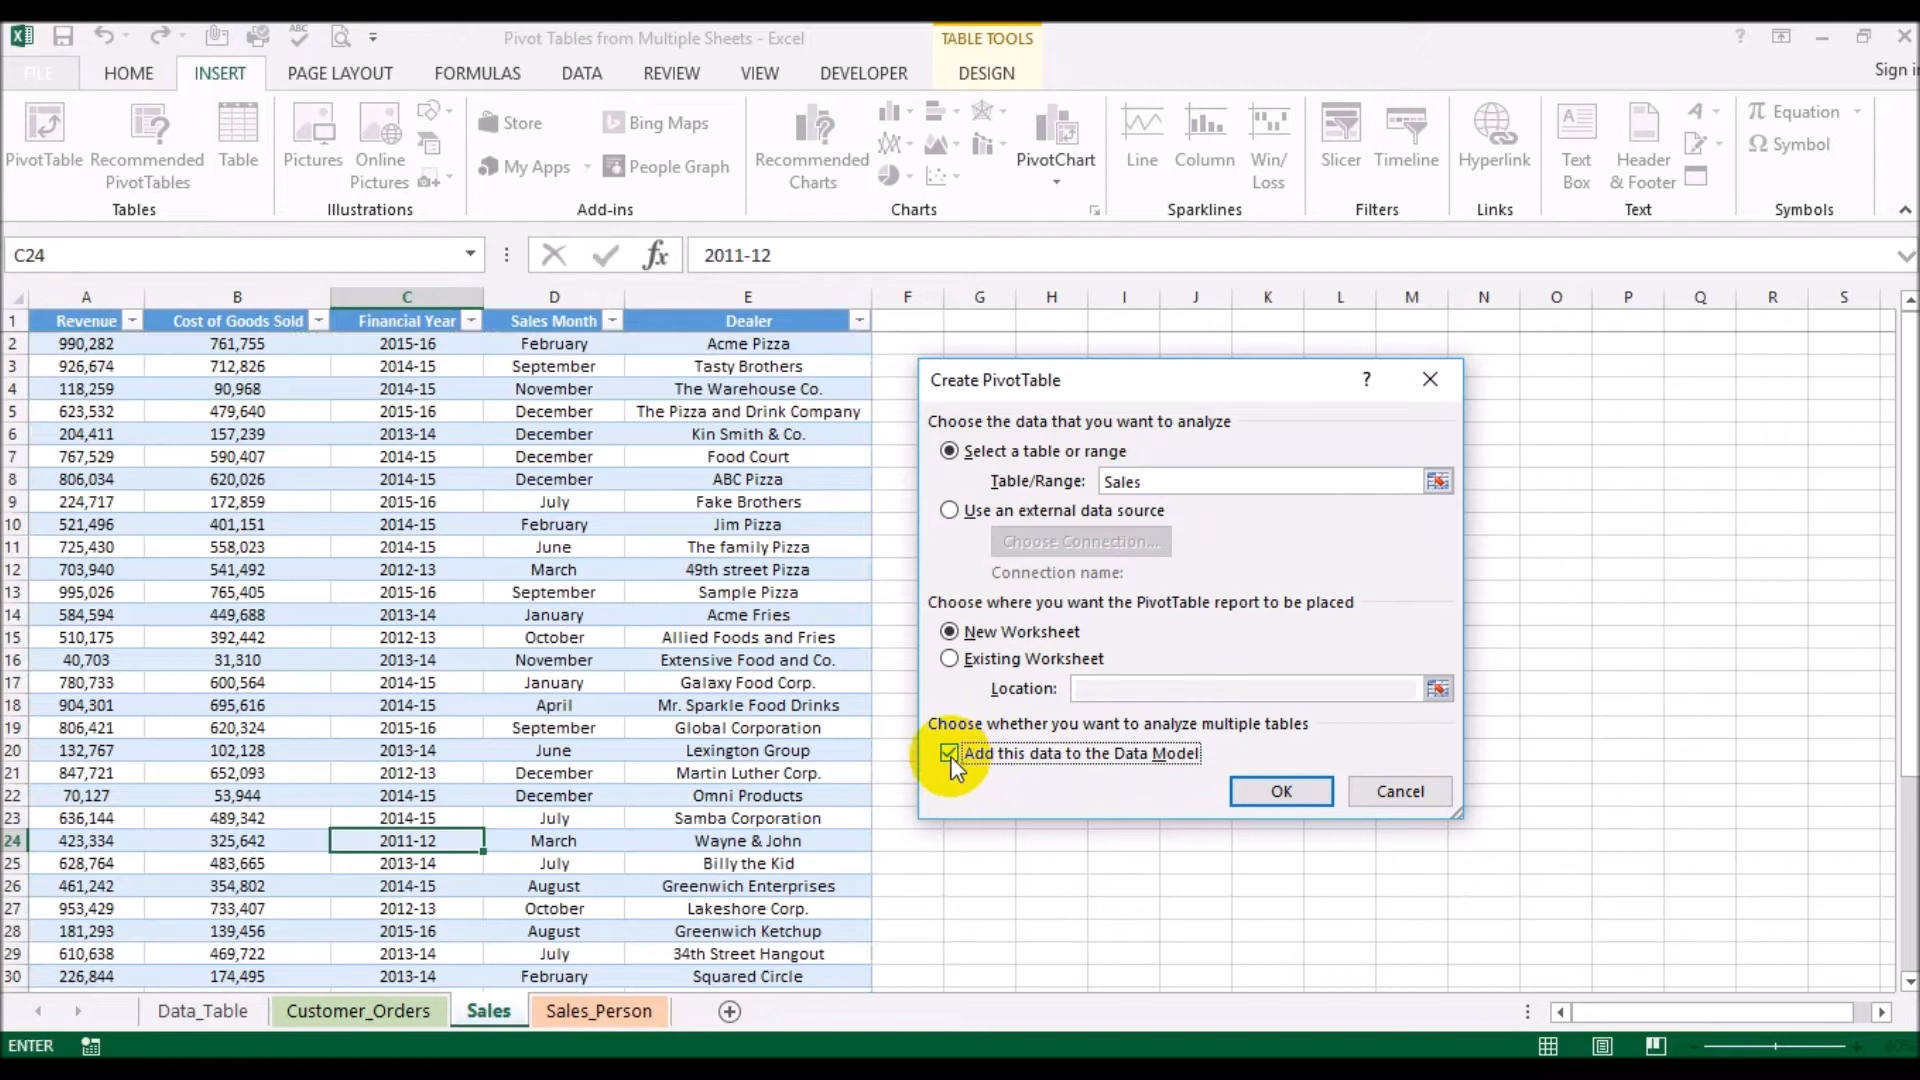 Pivot Tables from Multiple Sheets - Excel
TABLE TOOLS
? Sign i
FILE HOME INSERT PAGE LAYOUT FORMULAS DATA REVIEW VIEW DEVELOPER DESIGN
PivotTable Recommended PivotTables Table
Tables
Pictures Online Pictures
Illustrations
Store
My Apps
Bing Maps
People Graph
Add-ins
Recommended Charts
PivotChart
Charts
Line Column Win/ Loss
Sparklines
Slicer Timeline
Filters
Hyperlink
Links
Text Box
Header & Footer
Text
π Equation
Ω Symbol
Symbols
C24 fx 2011-12
A B C D E F G H I J K L M N O P Q R S
1 Revenue Cost of Goods Sold Financial Year Sales Month Dealer
2 990,282 761,755 2015-16 February Acme Pizza
3 926,674 712,826 2014-15 September Tasty Brothers
4 118,259 90,968 2014-15 November The Warehouse Co.
5 623,532 479,640 2015-16 December The Pizza and Drink Company
6 204,411 157,239 2013-14 December Kin Smith & Co.
7 767,529 590,407 2014-15 December Food Court
8 806,034 620,026 2014-15 December ABC Pizza
9 224,717 172,859 2015-16 July Fake Brothers
10 521,496 401,151 2014-15 February Jim Pizza
11 725,430 558,023 2014-15 June The family Pizza
12 703,940 541,492 2012-13 March 49th street Pizza
13 995,026 765,405 2015-16 September Sample Pizza
14 584,594 449,688 2013-14 January Acme Fries
15 510,175 392,442 2012-13 October Allied Foods and Fries
16 40,703 31,310 2013-14 November Extensive Food and Co.
17 780,733 600,564 2014-15 January Galaxy Food Corp.
18 904,301 695,616 2014-15 April Mr. Sparkle Food Drinks
19 806,421 620,324 2015-16 September Global Corporation
20 132,767 102,128 2013-14 June Lexington Group
21 847,721 652,093 2012-13 December Martin Luther Corp.
22 70,127 53,944 2014-15 December Omni Products
23 636,144 489,342 2014-15 July Samba Corporation
24 423,334 325,642 2011-12 March Wayne & John
25 628,764 483,665 2013-14 July Billy the Kid
26 461,242 354,802 2014-15 August Greenwich Enterprises
27 953,429 733,407 2012-13 October Lakeshore Corp.
28 181,293 139,456 2015-16 August Greenwich Ketchup
29 610,638 469,722 2013-14 July 34th Street Hangout
30 226,844 174,495 2013-14 February Squared Circle
Create PivotTable ?
Choose the data that you want to analyze
Select a table or range
Table/Range: Sales
Use an external data source
Choose Connection...
Connection name:
Choose where you want the PivotTable report to be placed
New Worksheet
Existing Worksheet
Location:
Choose whether you want to analyze multiple tables
Add this data to the Data Model
OK Cancel
Data_Table Customer_Orders Sales Sales_Person
ENTER